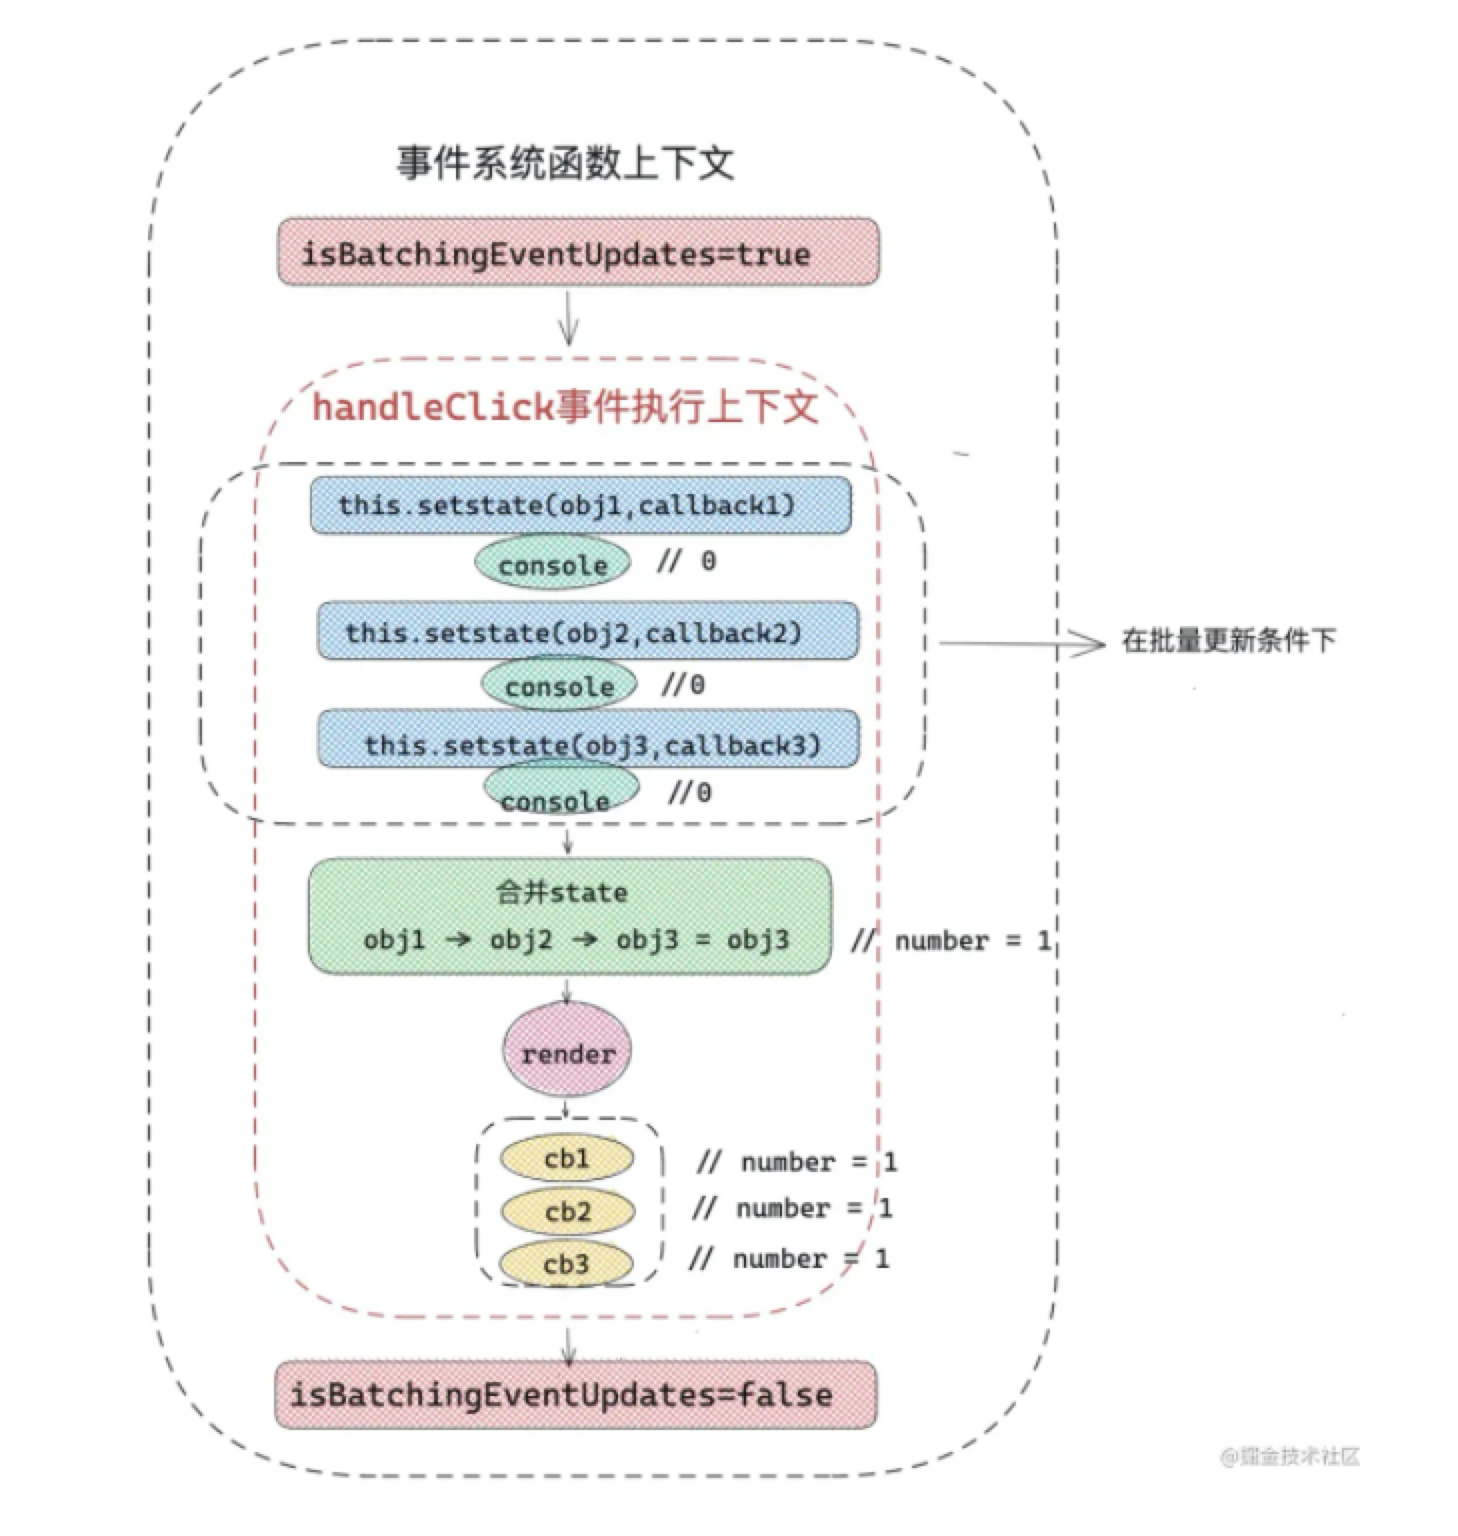 事件系统函数上下文
isBatchingEventUpdates=true
handleClick事件执行上下文
this.setstate(obj1,callback1)
console // 0
this.setstate(obj2,callback2)
在批量更新条件下
console //0
this.setstate(obj3,callback3)
console //0
合并state
obj1 → obj2 → obj3 = obj3 // number = 1
render
cb1 // number = 1
cb2 // number = 1
cb3 // number = 1
isBatchingEventUpdates=false
@掘金技术社区